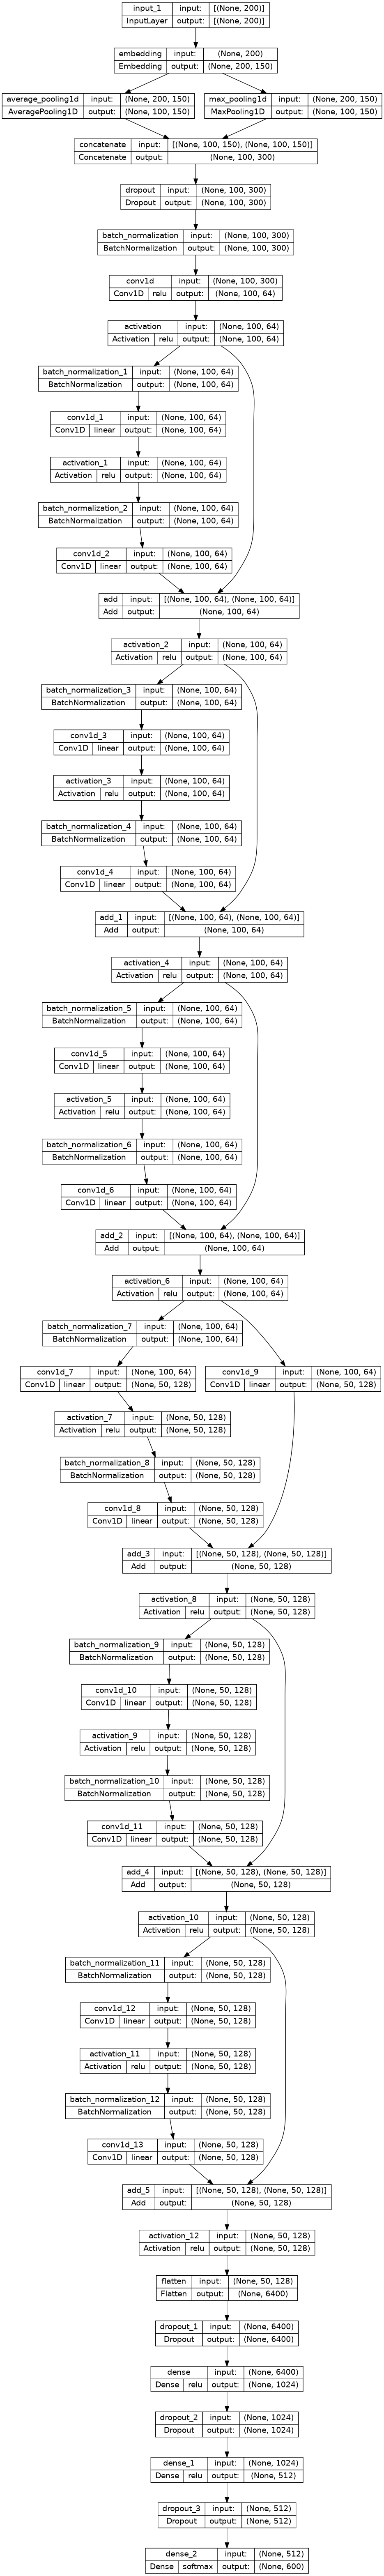 input_1 input: [(None, 200)]
InputLayer output: [(None, 200)]
embedding input: (None, 200)
Embedding output: (None, 200, 150)
average_pooling1d input: (None, 200, 150)
AveragePooling1D output: (None, 100, 150)
max_pooling1d input: (None, 200, 150)
MaxPooling1D output: (None, 100, 150)
concatenate input: [(None, 100, 150), (None, 100, 150)]
Concatenate output: (None, 100, 300)
dropout input: (None, 100, 300)
Dropout output: (None, 100, 300)
batch_normalization input: (None, 100, 300)
BatchNormalization output: (None, 100, 300)
conv1d input: (None, 100, 300)
Conv1D relu output: (None, 100, 64)
activation input: (None, 100, 64)
Activation relu output: (None, 100, 64)
batch_normalization_1 input: (None, 100, 64)
BatchNormalization output: (None, 100, 64)
conv1d_1 input: (None, 100, 64)
Conv1D linear output: (None, 100, 64)
activation_1 input: (None, 100, 64)
Activation relu output: (None, 100, 64)
batch_normalization_2 input: (None, 100, 64)
BatchNormalization output: (None, 100, 64)
conv1d_2 input: (None, 100, 64)
Conv1D linear output: (None, 100, 64)
add input: [(None, 100, 64), (None, 100, 64)]
Add output: (None, 100, 64)
activation_2 input: (None, 100, 64)
Activation relu output: (None, 100, 64)
batch_normalization_3 input: (None, 100, 64)
BatchNormalization output: (None, 100, 64)
conv1d_3 input: (None, 100, 64)
Conv1D linear output: (None, 100, 64)
activation_3 input: (None, 100, 64)
Activation relu output: (None, 100, 64)
batch_normalization_4 input: (None, 100, 64)
BatchNormalization output: (None, 100, 64)
conv1d_4 input: (None, 100, 64)
Conv1D linear output: (None, 100, 64)
add_1 input: [(None, 100, 64), (None, 100, 64)]
Add output: (None, 100, 64)
activation_4 input: (None, 100, 64)
Activation relu output: (None, 100, 64)
batch_normalization_5 input: (None, 100, 64)
BatchNormalization output: (None, 100, 64)
conv1d_5 input: (None, 100, 64)
Conv1D linear output: (None, 100, 64)
activation_5 input: (None, 100, 64)
Activation relu output: (None, 100, 64)
batch_normalization_6 input: (None, 100, 64)
BatchNormalization output: (None, 100, 64)
conv1d_6 input: (None, 100, 64)
Conv1D linear output: (None, 100, 64)
add_2 input: [(None, 100, 64), (None, 100, 64)]
Add output: (None, 100, 64)
activation_6 input: (None, 100, 64)
Activation relu output: (None, 100, 64)
batch_normalization_7 input: (None, 100, 64)
BatchNormalization output: (None, 100, 64)
conv1d_7 input: (None, 100, 64)
Conv1D linear output: (None, 50, 128)
conv1d_9 input: (None, 100, 64)
Conv1D linear output: (None, 50, 128)
activation_7 input: (None, 50, 128)
Activation relu output: (None, 50, 128)
batch_normalization_8 input: (None, 50, 128)
BatchNormalization output: (None, 50, 128)
conv1d_8 input: (None, 50, 128)
Conv1D linear output: (None, 50, 128)
add_3 input: [(None, 50, 128), (None, 50, 128)]
Add output: (None, 50, 128)
activation_8 input: (None, 50, 128)
Activation relu output: (None, 50, 128)
batch_normalization_9 input: (None, 50, 128)
BatchNormalization output: (None, 50, 128)
conv1d_10 input: (None, 50, 128)
Conv1D linear output: (None, 50, 128)
activation_9 input: (None, 50, 128)
Activation relu output: (None, 50, 128)
batch_normalization_10 input: (None, 50, 128)
BatchNormalization output: (None, 50, 128)
conv1d_11 input: (None, 50, 128)
Conv1D linear output: (None, 50, 128)
add_4 input: [(None, 50, 128), (None, 50, 128)]
Add output: (None, 50, 128)
activation_10 input: (None, 50, 128)
Activation relu output: (None, 50, 128)
batch_normalization_11 input: (None, 50, 128)
BatchNormalization output: (None, 50, 128)
conv1d_12 input: (None, 50, 128)
Conv1D linear output: (None, 50, 128)
activation_11 input: (None, 50, 128)
Activation relu output: (None, 50, 128)
batch_normalization_12 input: (None, 50, 128)
BatchNormalization output: (None, 50, 128)
conv1d_13 input: (None, 50, 128)
Conv1D linear output: (None, 50, 128)
add_5 input: [(None, 50, 128), (None, 50, 128)]
Add output: (None, 50, 128)
activation_12 input: (None, 50, 128)
Activation relu output: (None, 50, 128)
flatten input: (None, 50, 128)
Flatten output: (None, 6400)
dropout_1 input: (None, 6400)
Dropout output: (None, 6400)
dense input: (None, 6400)
Dense relu output: (None, 1024)
dropout_2 input: (None, 1024)
Dropout output: (None, 1024)
dense_1 input: (None, 1024)
Dense relu output: (None, 512)
dropout_3 input: (None, 512)
Dropout output: (None, 512)
dense_2 input: (None, 512)
Dense softmax output: (None, 600)